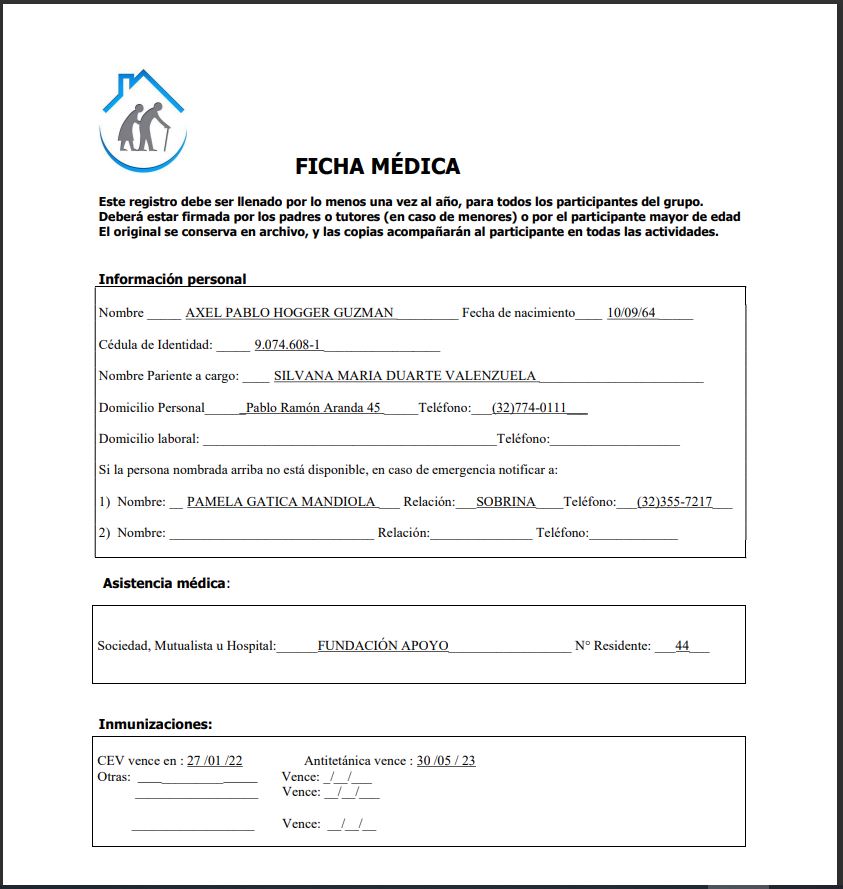 FICHA MÉDICA
Este registro debe ser llenado por lo menos una vez al año, para todos los participantes del grupo.
Deberá estar firmada por los padres o tutores (en caso de menores) o por el participante mayor de edad
El original se conserva en archivo, y las copias acompañarán al participante en todas las actividades.
Información personal
Nombre _____ AXEL PABLO HOGGER GUZMAN_________ Fecha de nacimiento____ 10/09/64_____
Cédula de Identidad: _____ 9.074.608-1_________________
Nombre Pariente a cargo: ____ SILVANA MARIA DUARTE VALENZUELA________________________
Domicilio Personal______Pablo Ramón Aranda 45_____Teléfono:___(32)774-0111___
Domicilio laboral: ___________________________________________Teléfono:___________________
Si la persona nombrada arriba no está disponible, en caso de emergencia notificar a:
1) Nombre: __ PAMELA GATICA MANDIOLA___ Relación:___SOBRINA____Teléfono:___(32)355-7217___
2) Nombre: ______________________________ Relación:_______________ Teléfono:_____________
Asistencia médica:
Sociedad, Mutualista u Hospital:______FUNDACIÓN APOYO__________________ N° Residente: ___44___
Inmunizaciones:
CEV vence en : 27 /01 /22 Antitetánica vence : 30 /05 / 23
Otras: __________________ Vence: _/__/___
__________________ Vence: __/__/___
__________________ Vence: __/__/__